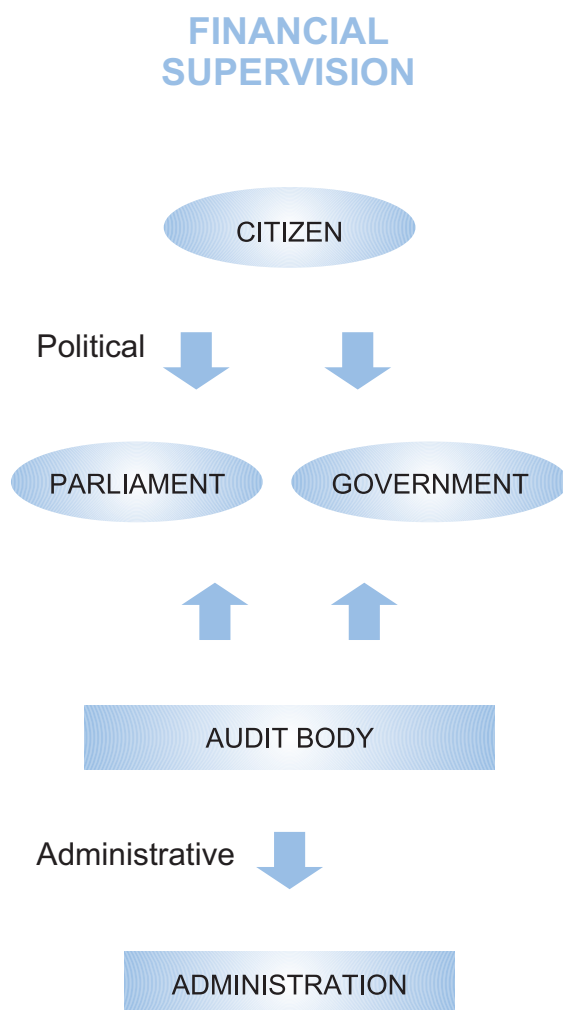 FINANCIAL
SUPERVISION
CITIZEN
Political
PARLIAMENT
GOVERNMENT
AUDIT BODY
Administrative
ADMINISTRATION